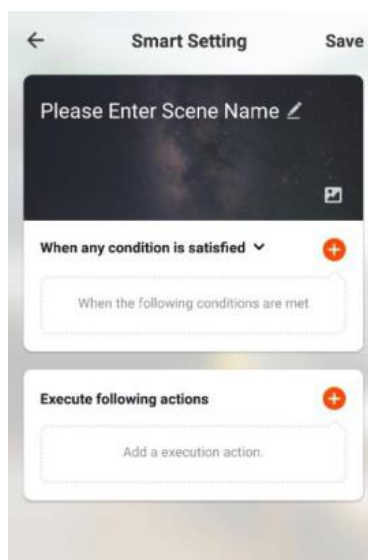 Smart Setting Save
Please Enter Scene Name
When any condition is satisfied
When the following conditions are met
Execute following actions
Add a execution action.